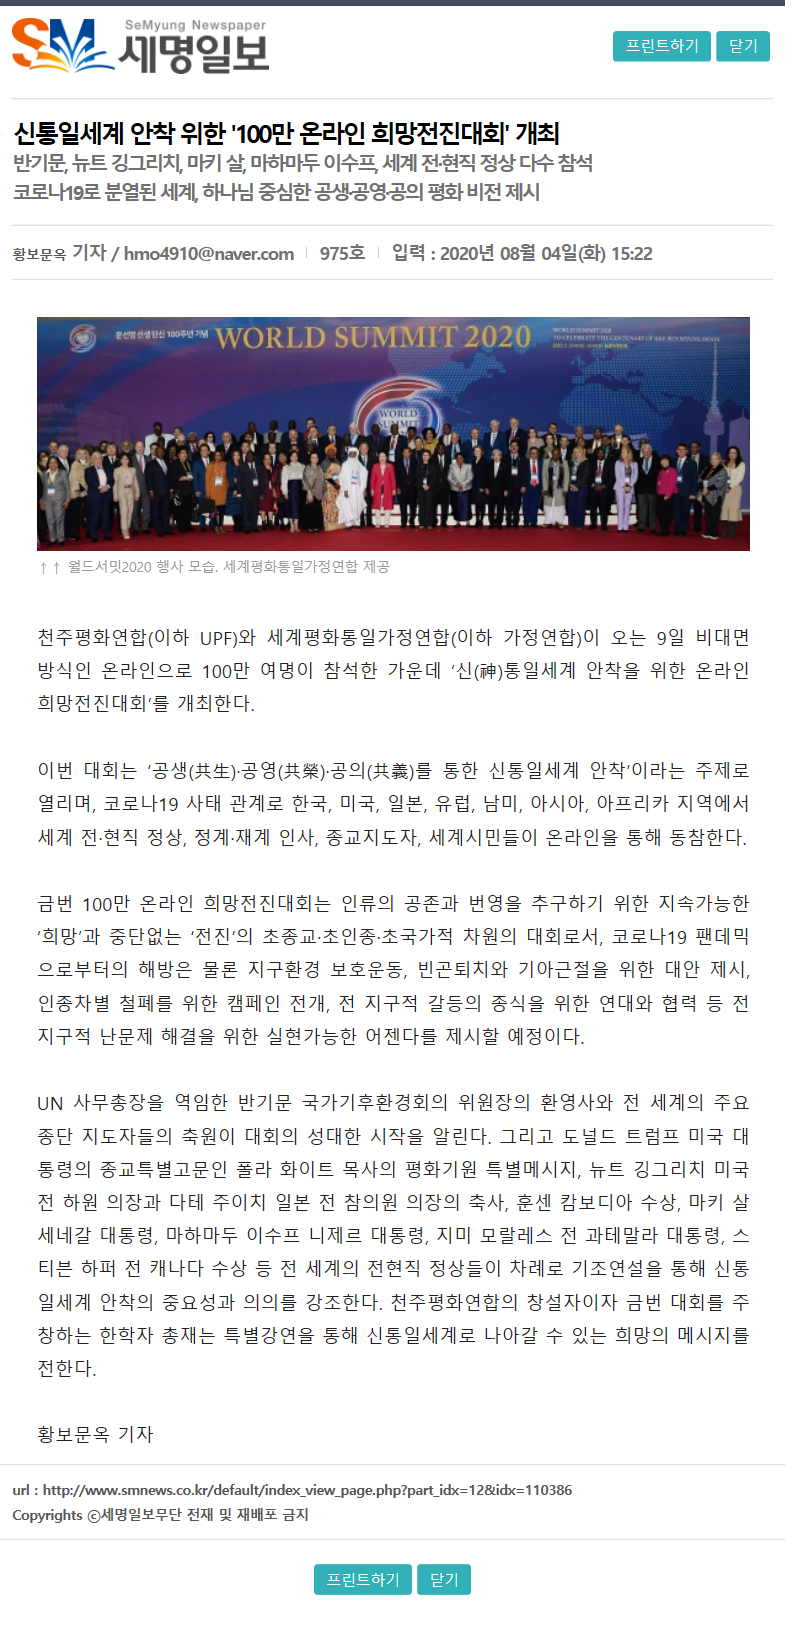 SeMyung Newspaper
SM 세명일보
프린트하기 닫기
신통일세계 안착 위한 '100만 온라인 희망전진대회' 개최
반기문, 뉴트 깅그리치, 마키 살, 마하마두 이수프, 세계 전·현직 정상 다수 참석
코로나19로 분열된 세계, 하나님 중심한 공생·공영·공의 평화 비전 제시
황보문옥 기자 / hmo4910@naver.com 975호 입력 : 2020년 08월 04일(화) 15:22
문선명 선생 탄신 100주년 기념 WORLD SUMMIT 2020
WORLD SUMMIT 2020
TO CELEBRATE THE CENTENARY OF REV. SUN MYUNG MOON
WORLD
SUMMIT
↑↑ 월드서밋2020 행사 모습. 세계평화통일가정연합 제공
천주평화연합(이하 UPF)와 세계평화통일가정연합(이하 가정연합)이 오는 9일 비대면
방식인 온라인으로 100만 여명이 참석한 가운데 ‘신(神)통일세계 안착을 위한 온라인
희망전진대회’를 개최한다.
이번 대회는 ‘공생(共生)·공영(共榮)·공의(共義)를 통한 신통일세계 안착’이라는 주제로
열리며, 코로나19 사태 관계로 한국, 미국, 일본, 유럽, 남미, 아시아, 아프리카 지역에서
세계 전·현직 정상, 정계·재계 인사, 종교지도자, 세계시민들이 온라인을 통해 동참한다.
금번 100만 온라인 희망전진대회는 인류의 공존과 번영을 추구하기 위한 지속가능한
‘희망’과 중단없는 ‘전진’의 초종교·초인종·초국가적 차원의 대회로서, 코로나19 팬데믹
으로부터의 해방은 물론 지구환경 보호운동, 빈곤퇴치와 기아근절을 위한 대안 제시,
인종차별 철폐를 위한 캠페인 전개, 전 지구적 갈등의 종식을 위한 연대와 협력 등 전
지구적 난문제 해결을 위한 실현가능한 어젠다를 제시할 예정이다.
UN 사무총장을 역임한 반기문 국가기후환경회의 위원장의 환영사와 전 세계의 주요
종단 지도자들의 축원이 대회의 성대한 시작을 알린다. 그리고 도널드 트럼프 미국 대
통령의 종교특별고문인 폴라 화이트 목사의 평화기원 특별메시지, 뉴트 깅그리치 미국
전 하원 의장과 다테 주이치 일본 전 참의원 의장의 축사, 훈센 캄보디아 수상, 마키 살
세네갈 대통령, 마하마두 이수프 니제르 대통령, 지미 모랄레스 전 과테말라 대통령, 스
티븐 하퍼 전 캐나다 수상 등 전 세계의 전현직 정상들이 차례로 기조연설을 통해 신통
일세계 안착의 중요성과 의의를 강조한다. 천주평화연합의 창설자이자 금번 대회를 주
창하는 한학자 총재는 특별강연을 통해 신통일세계로 나아갈 수 있는 희망의 메시지를
전한다.
황보문옥 기자
url : http://www.smnews.co.kr/default/index_view_page.php?part_idx=12&idx=110386
Copyrights ⓒ세명일보무단 전재 및 재배포 금지
프린트하기 닫기